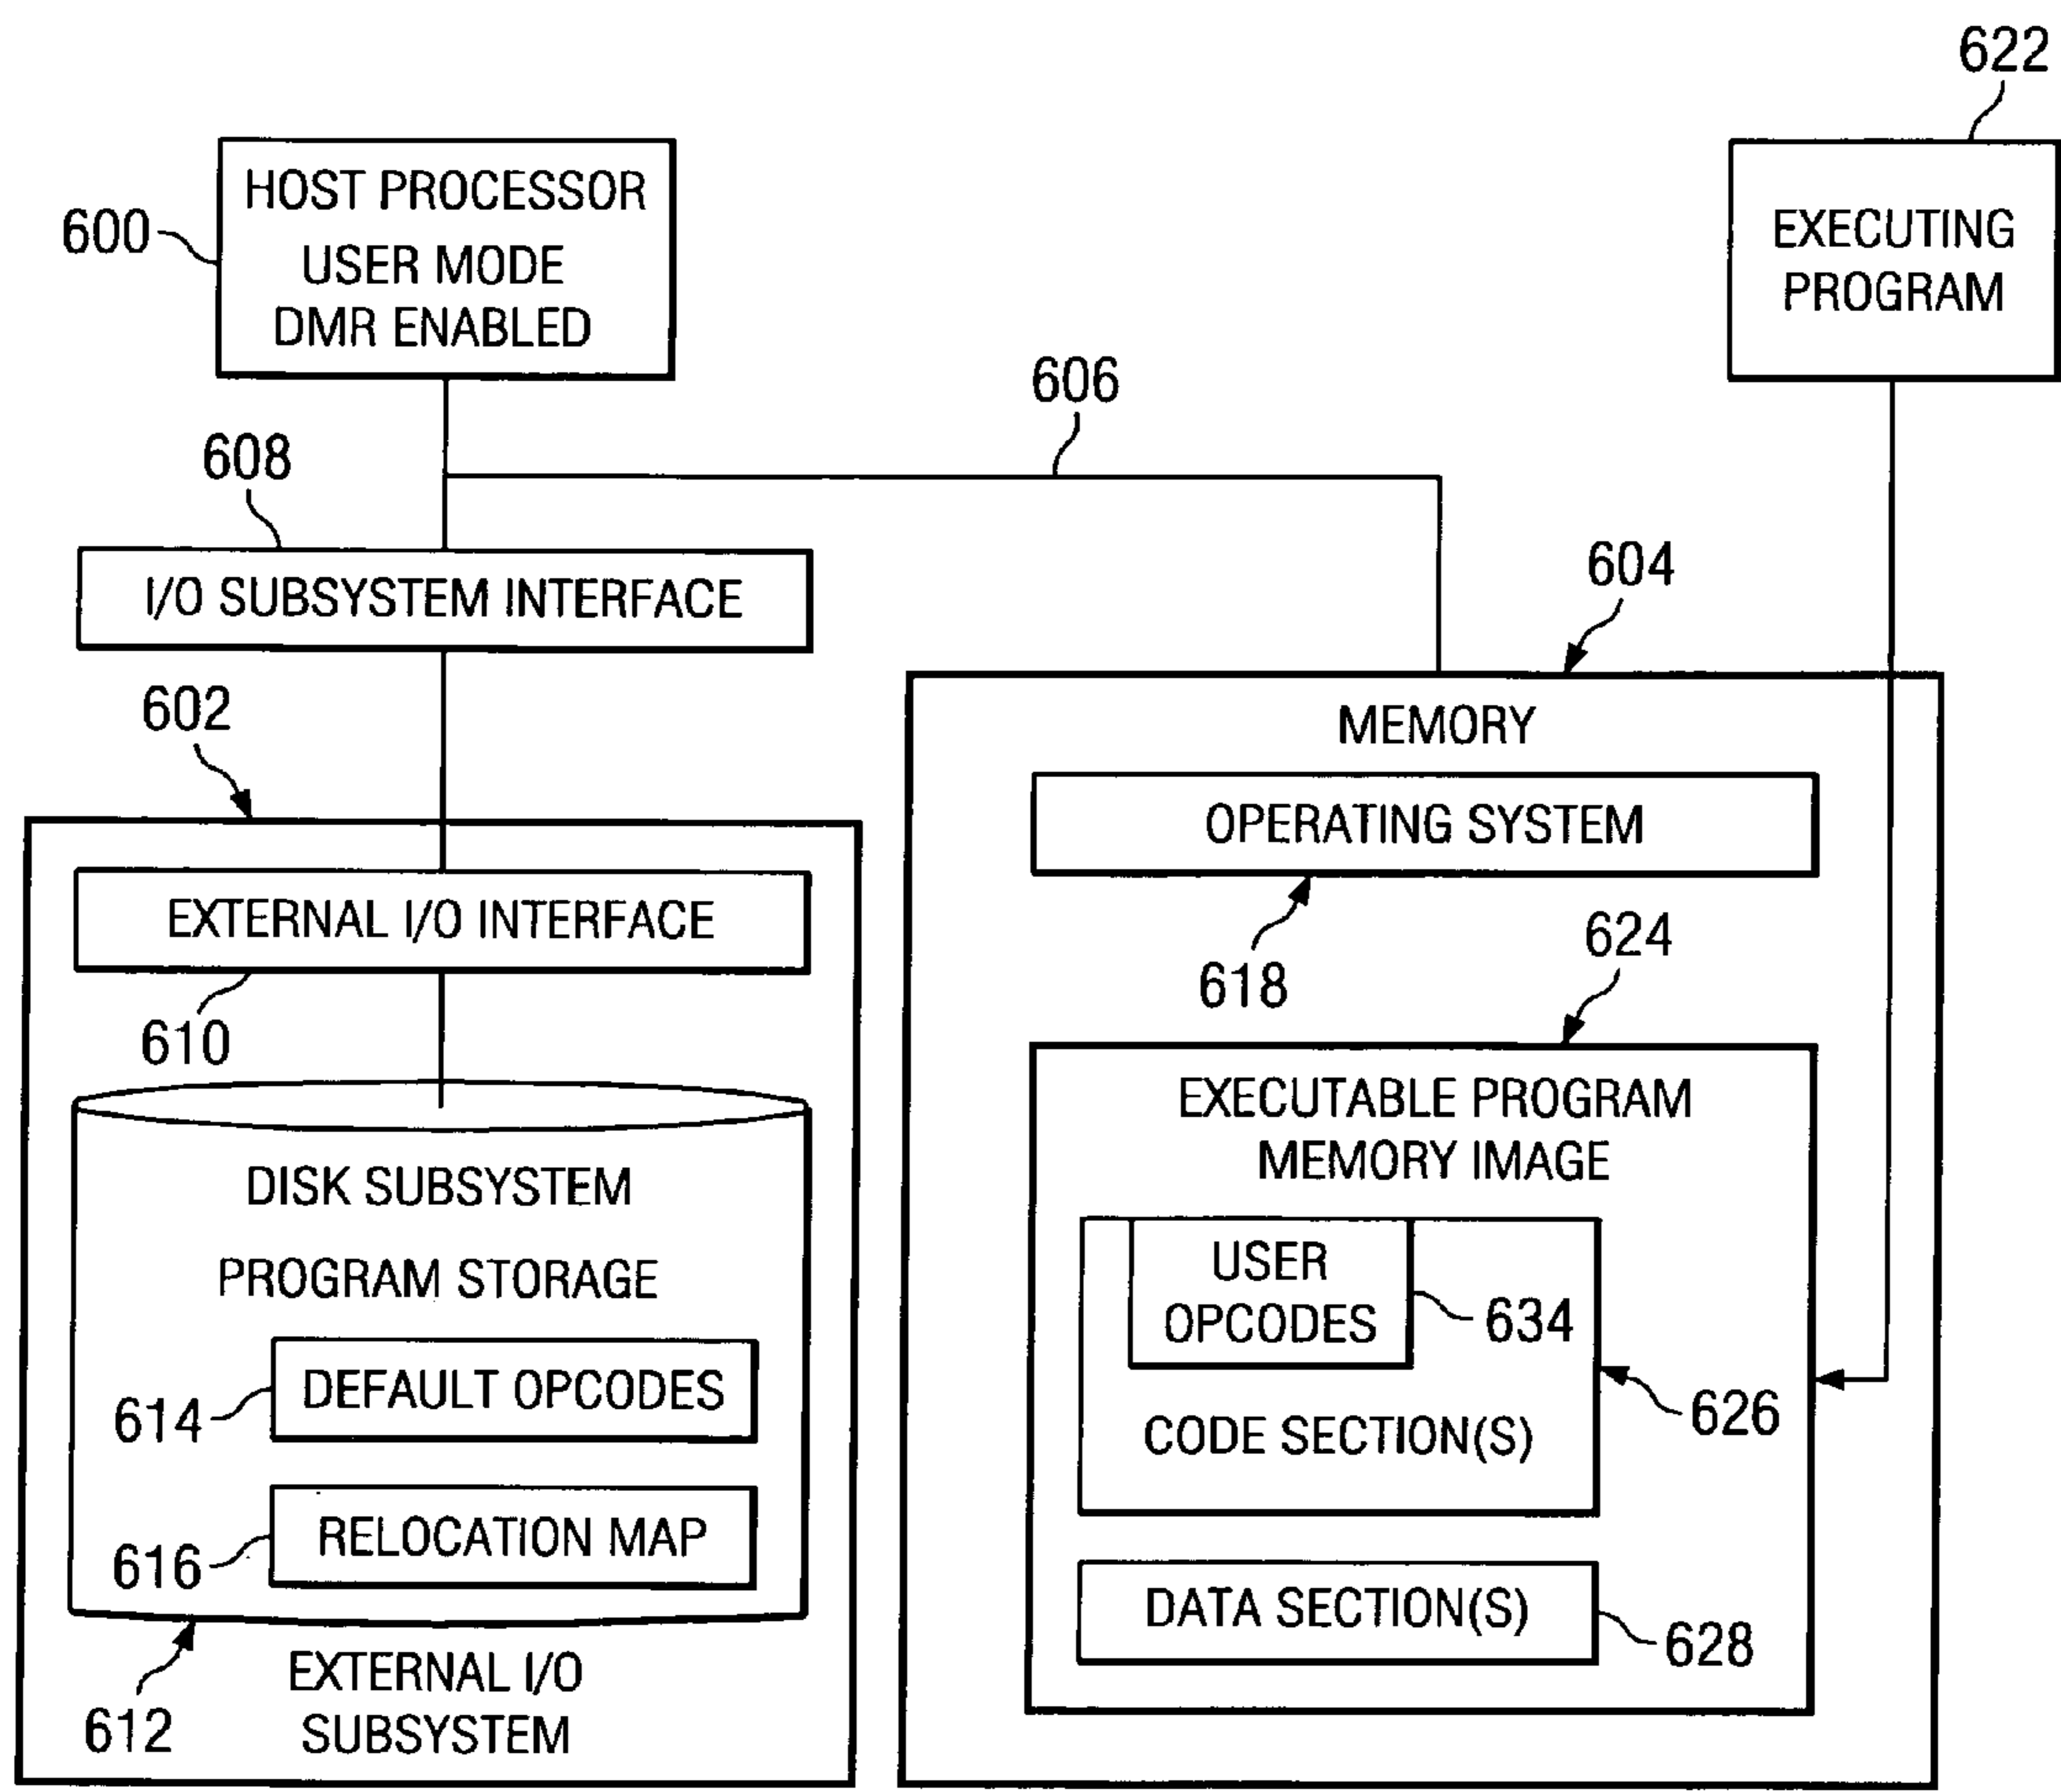 622
HOST PROCESSOR
USER MODE
DMR ENABLED
600
EXECUTING
PROGRAM
606
608
I/O SUBSYSTEM INTERFACE
604
602
MEMORY
OPERATING SYSTEM
EXTERNAL I/O INTERFACE
618
624
610
EXECUTABLE PROGRAM
MEMORY IMAGE
DISK SUBSYSTEM
PROGRAM STORAGE
USER
OPCODES
634
DEFAULT OPCODES
614
626
CODE SECTION(S)
RELOCATION MAP
616
DATA SECTION(S)
628
EXTERNAL I/O
SUBSYSTEM
612